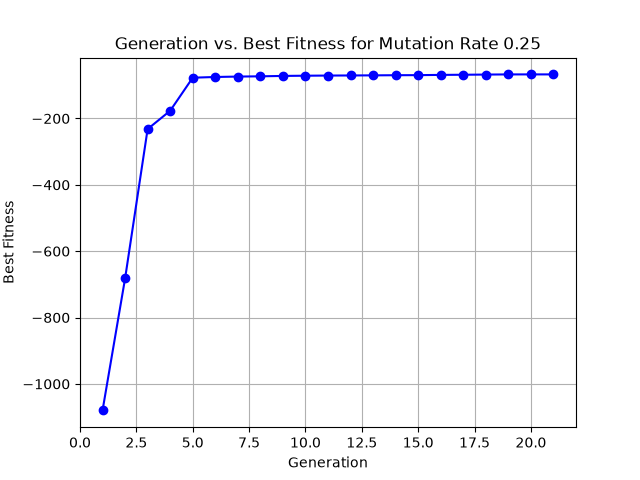 Generation vs. Best Fitness for Mutation Rate 0.25
Best Fitness
−200
−400
−600
−800
−1000
0.0 2.5 5.0 7.5 10.0 12.5 15.0 17.5 20.0
Generation